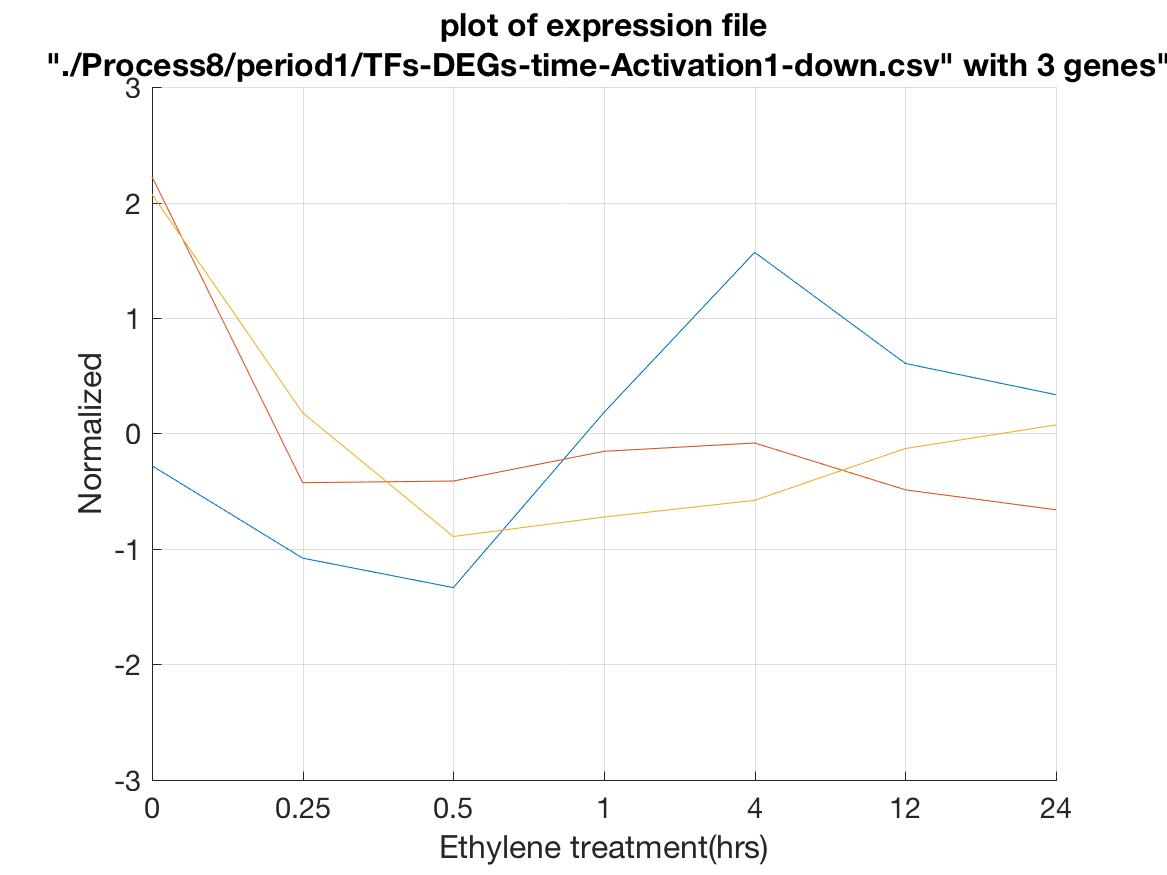 plot of expression file
"./Process8/period1/TFs-DEGs-time-Activation1-down.csv" with 3 genes"
3
2
1
0
-1
-2
-3
Normalized
0 0.25 0.5 1 4 12 24
Ethylene treatment(hrs)